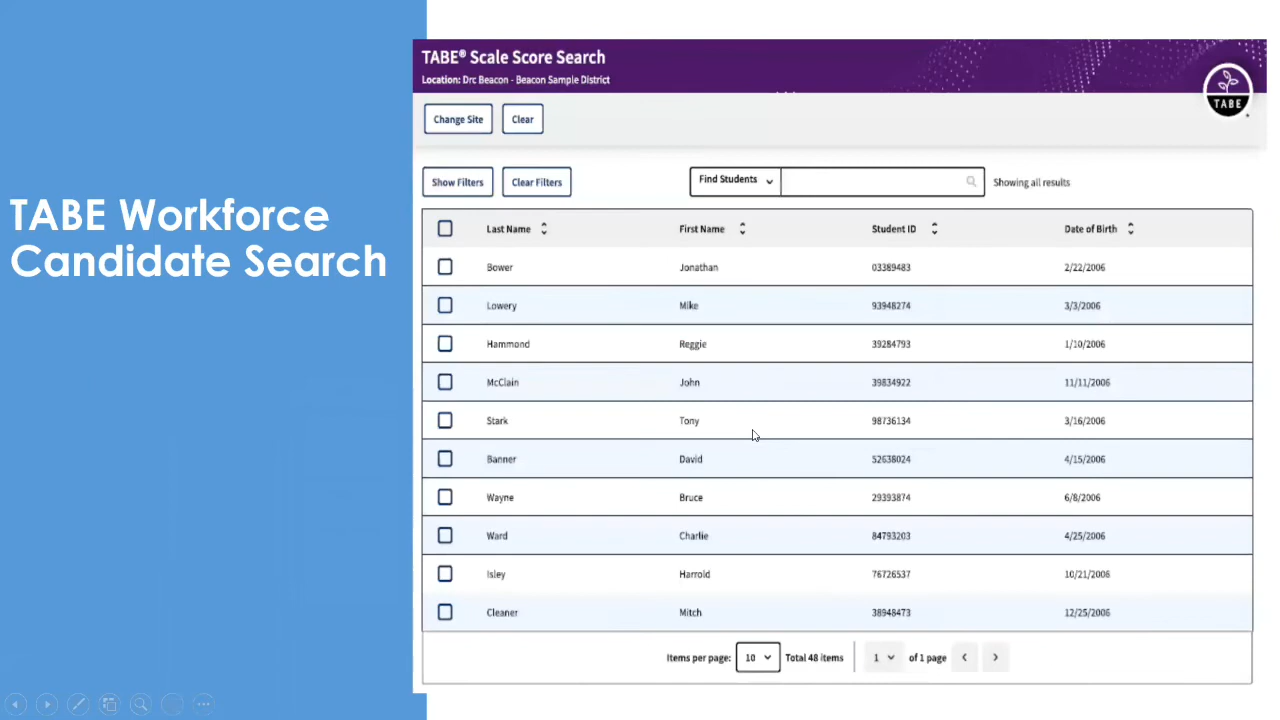 TABE Workforce
Candidate Search
TABE® Scale Score Search
Location: Drc Beacon - Beacon Sample District
TABE
Change Site Clear
Show Filters Clear Filters Find Students Showing all results
Last Name First Name Student ID Date of Birth
Bower Jonathan 03389483 2/22/2006
Lowery Mike 93948274 3/3/2006
Hammond Reggie 39284793 1/10/2006
McClain John 39834922 11/11/2006
Stark Tony 98736134 3/16/2006
Banner David 52638024 4/15/2006
Wayne Bruce 29393874 6/8/2006
Ward Charlie 84793203 4/25/2006
Isley Harrold 76726537 10/21/2006
Cleaner Mitch 38948473 12/25/2006
Items per page: 10 Total 48 items 1 of 1 page